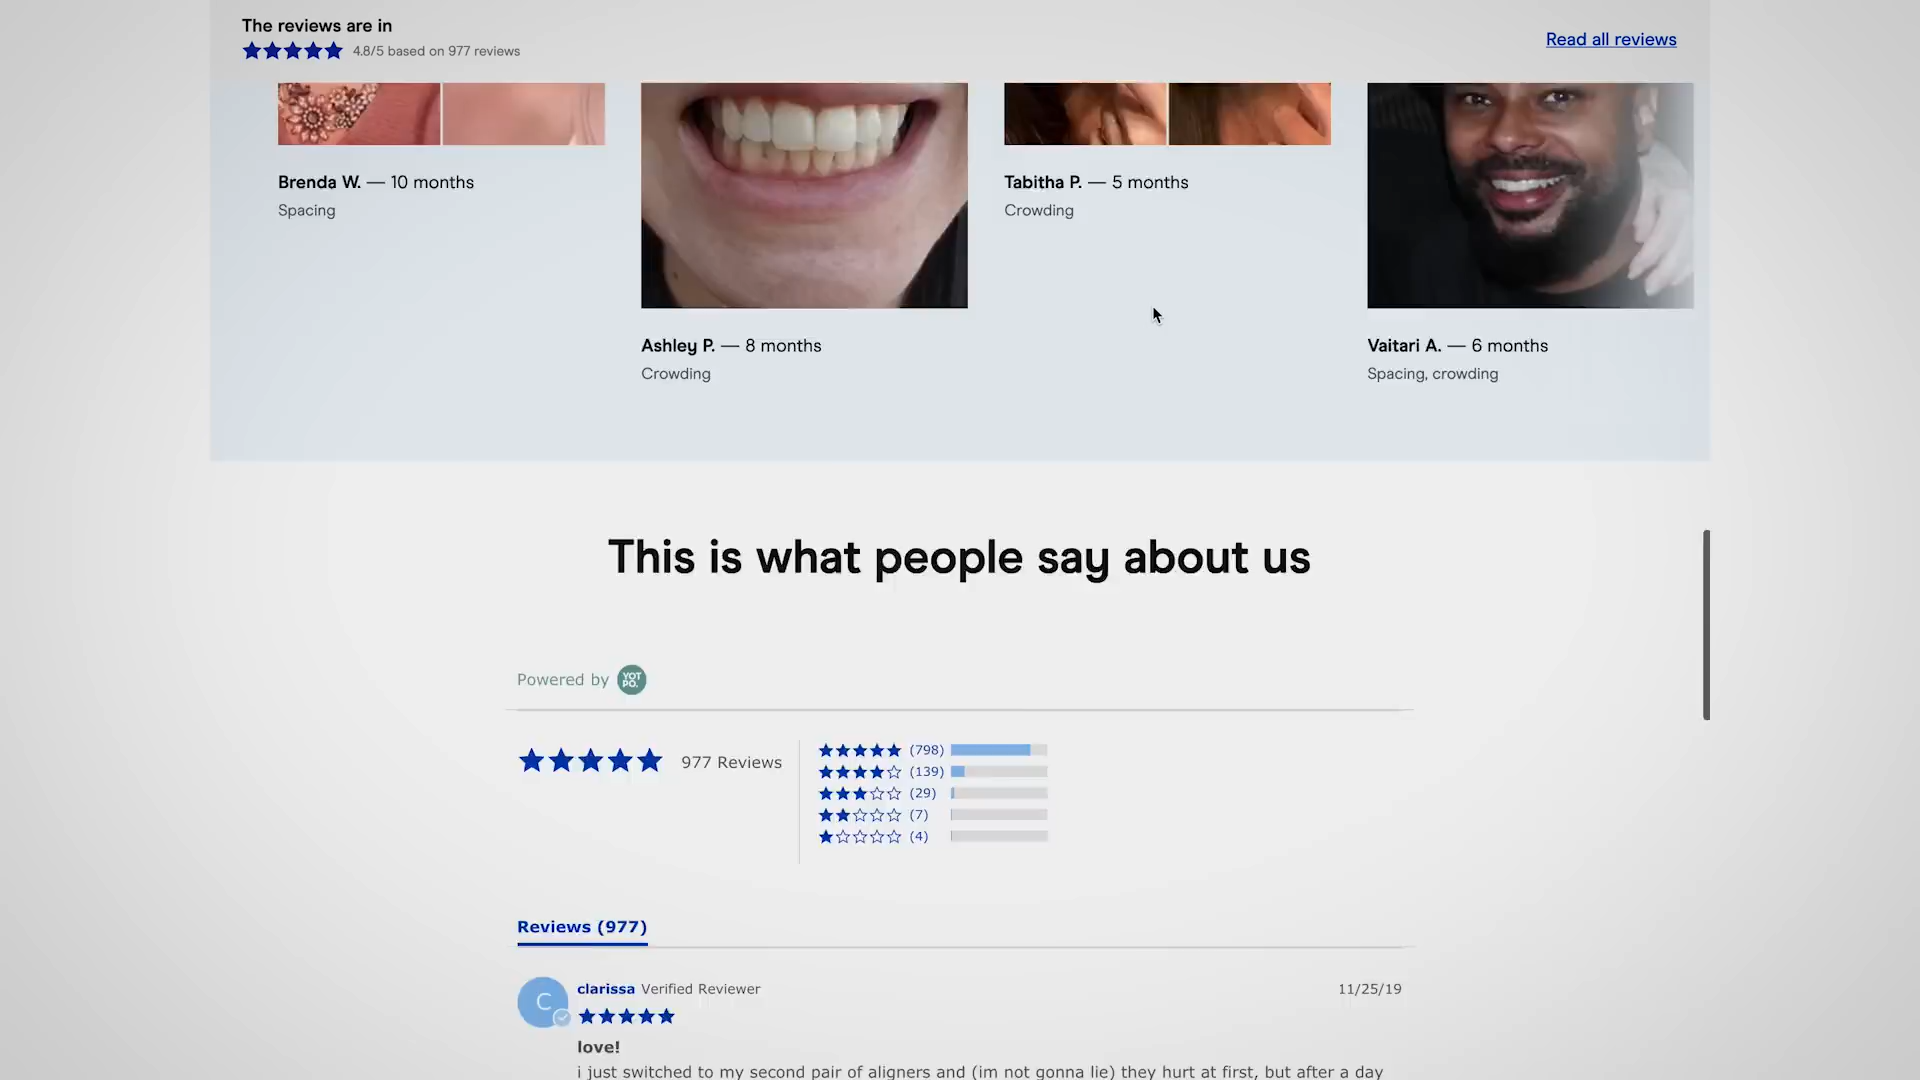 The reviews are in
4.8/5 based on 977 reviews
Read all reviews
Brenda W. — 10 months
Spacing
Tabitha P. — 5 months
Crowding
Ashley P. — 8 months
Crowding
Vaitari A. — 6 months
Spacing, crowding
This is what people say about us
Powered by YOTPO.
977 Reviews
(798)
(139)
(29)
(7)
(4)
Reviews (977)
C
clarissa Verified Reviewer
11/25/19
love!
i just switched to my second pair of aligners and (im not gonna lie) they hurt at first, but after a day